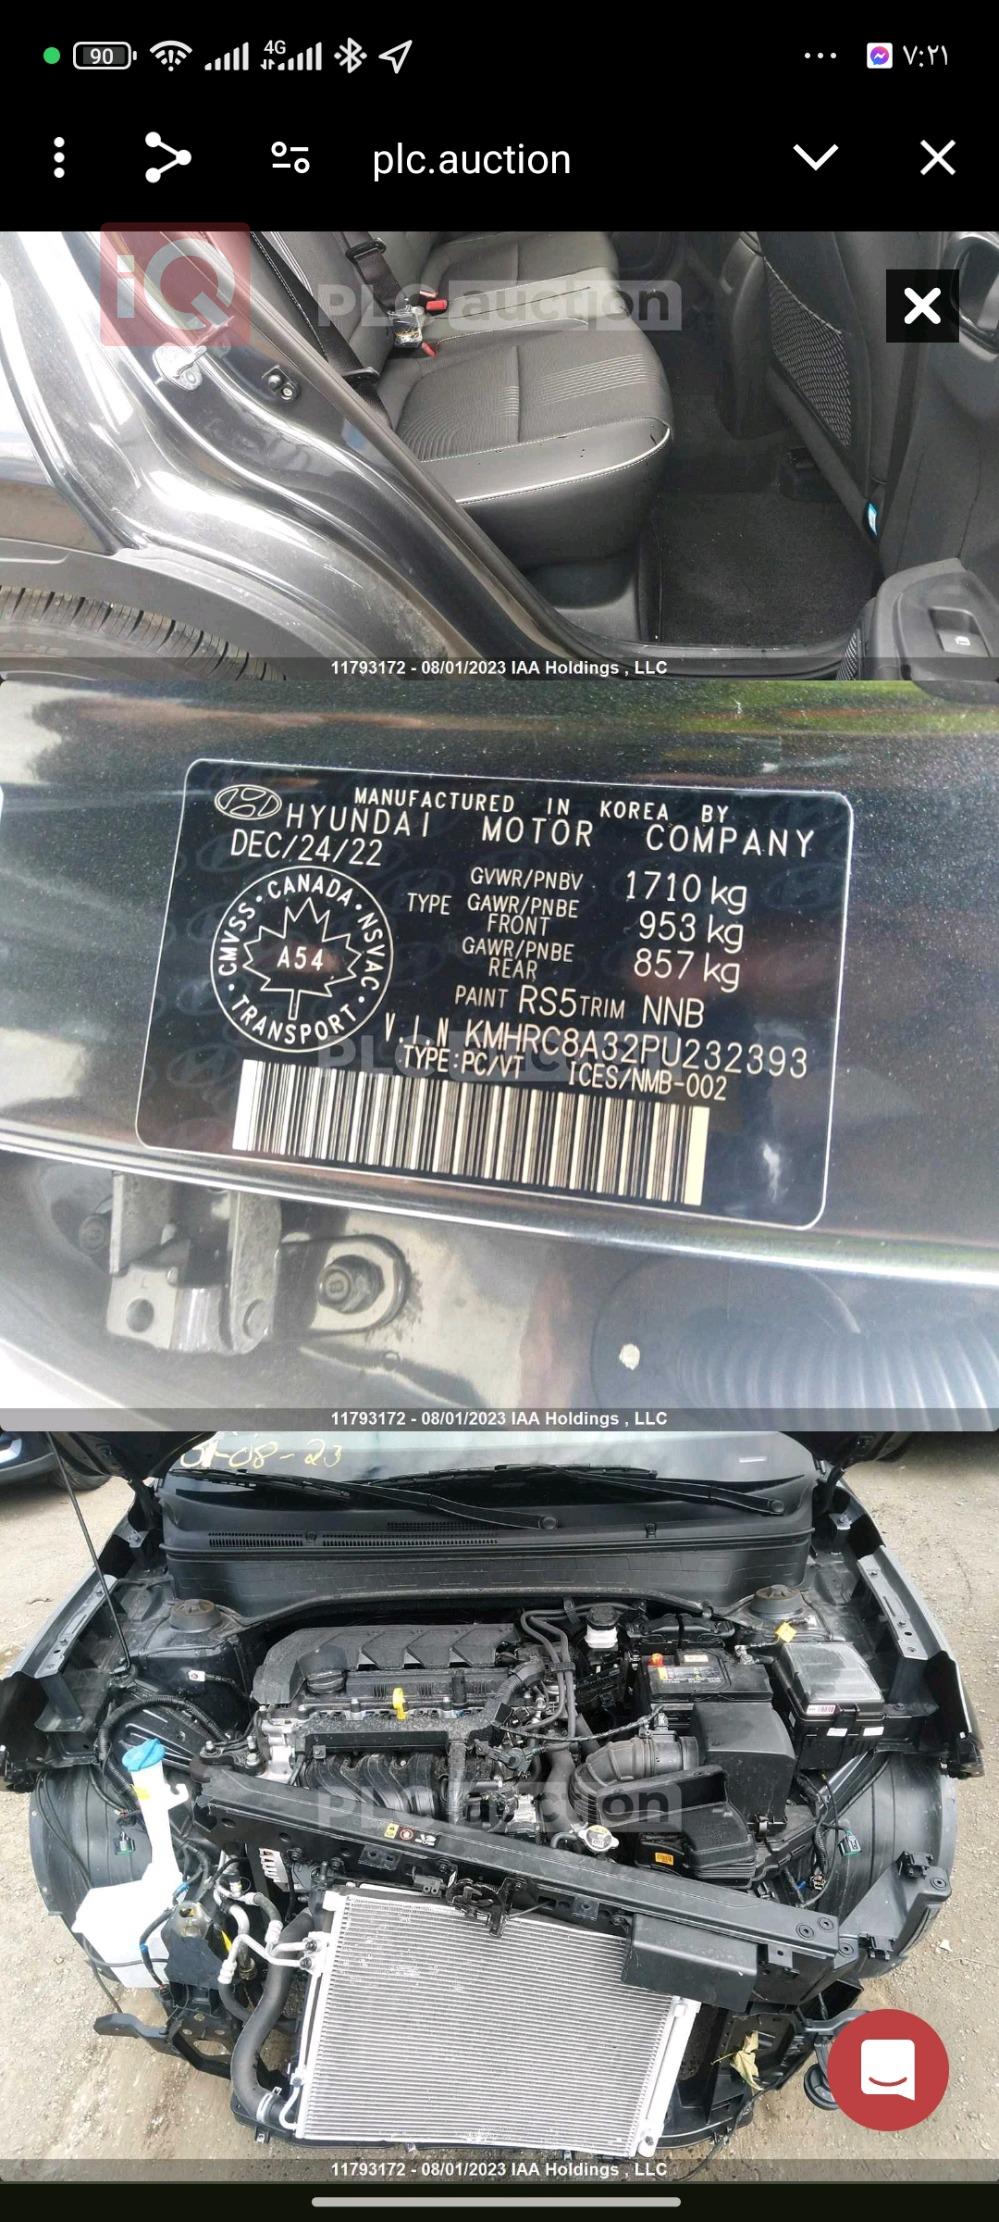 90
4G
٧:٢١
plc.auction
iQ
PLC auction
11793172 - 08/01/2023 IAA Holdings , LLC
MANUFACTURED IN KOREA BY
HYUNDAI MOTOR COMPANY
DEC/24/22
GVWR/PNBV 1710 kg
TYPE GAWR/PNBE FRONT 953 kg
GAWR/PNBE REAR 857 kg
CANADA · NSVAC · TRANSPORT · CMVSS
A54
PAINT RS5 TRIM NNB
V.I.N KMHRC8A32PU232393
TYPE:PC/VT ICES/NMB-002
PLC auction
11793172 - 08/01/2023 IAA Holdings , LLC
01-08-23
PLC auction
11793172 - 08/01/2023 IAA Holdings , LLC